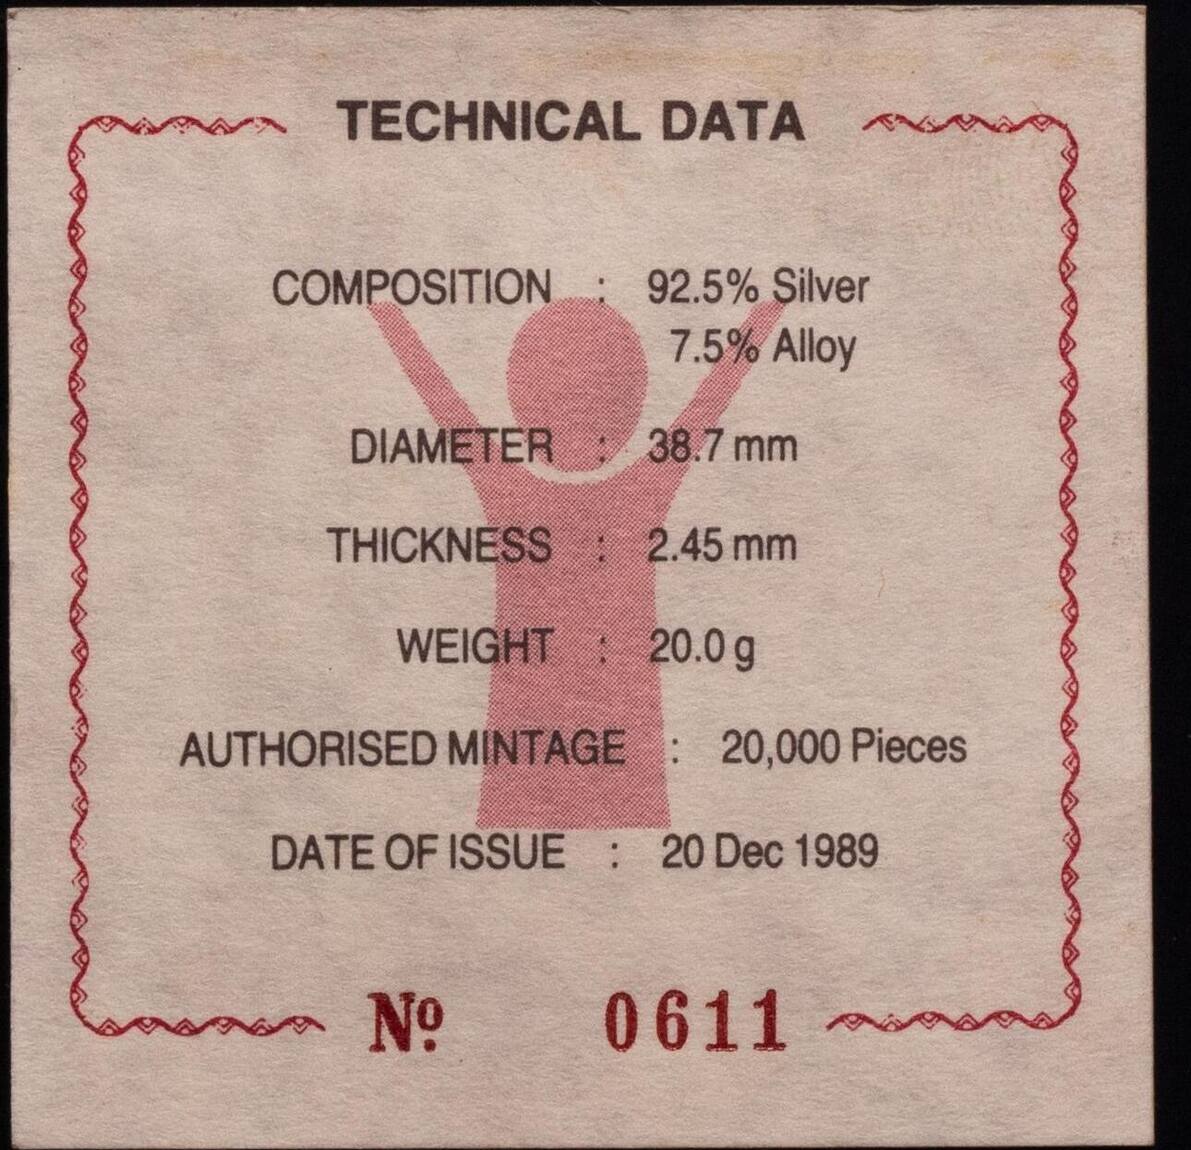 TECHNICAL DATA
COMPOSITION : 92.5% Silver
7.5% Alloy
DIAMETER : 38.7 mm
THICKNESS : 2.45 mm
WEIGHT : 20.0 g
AUTHORISED MINTAGE : 20,000 Pieces
DATE OF ISSUE : 20 Dec 1989
Nº 0611